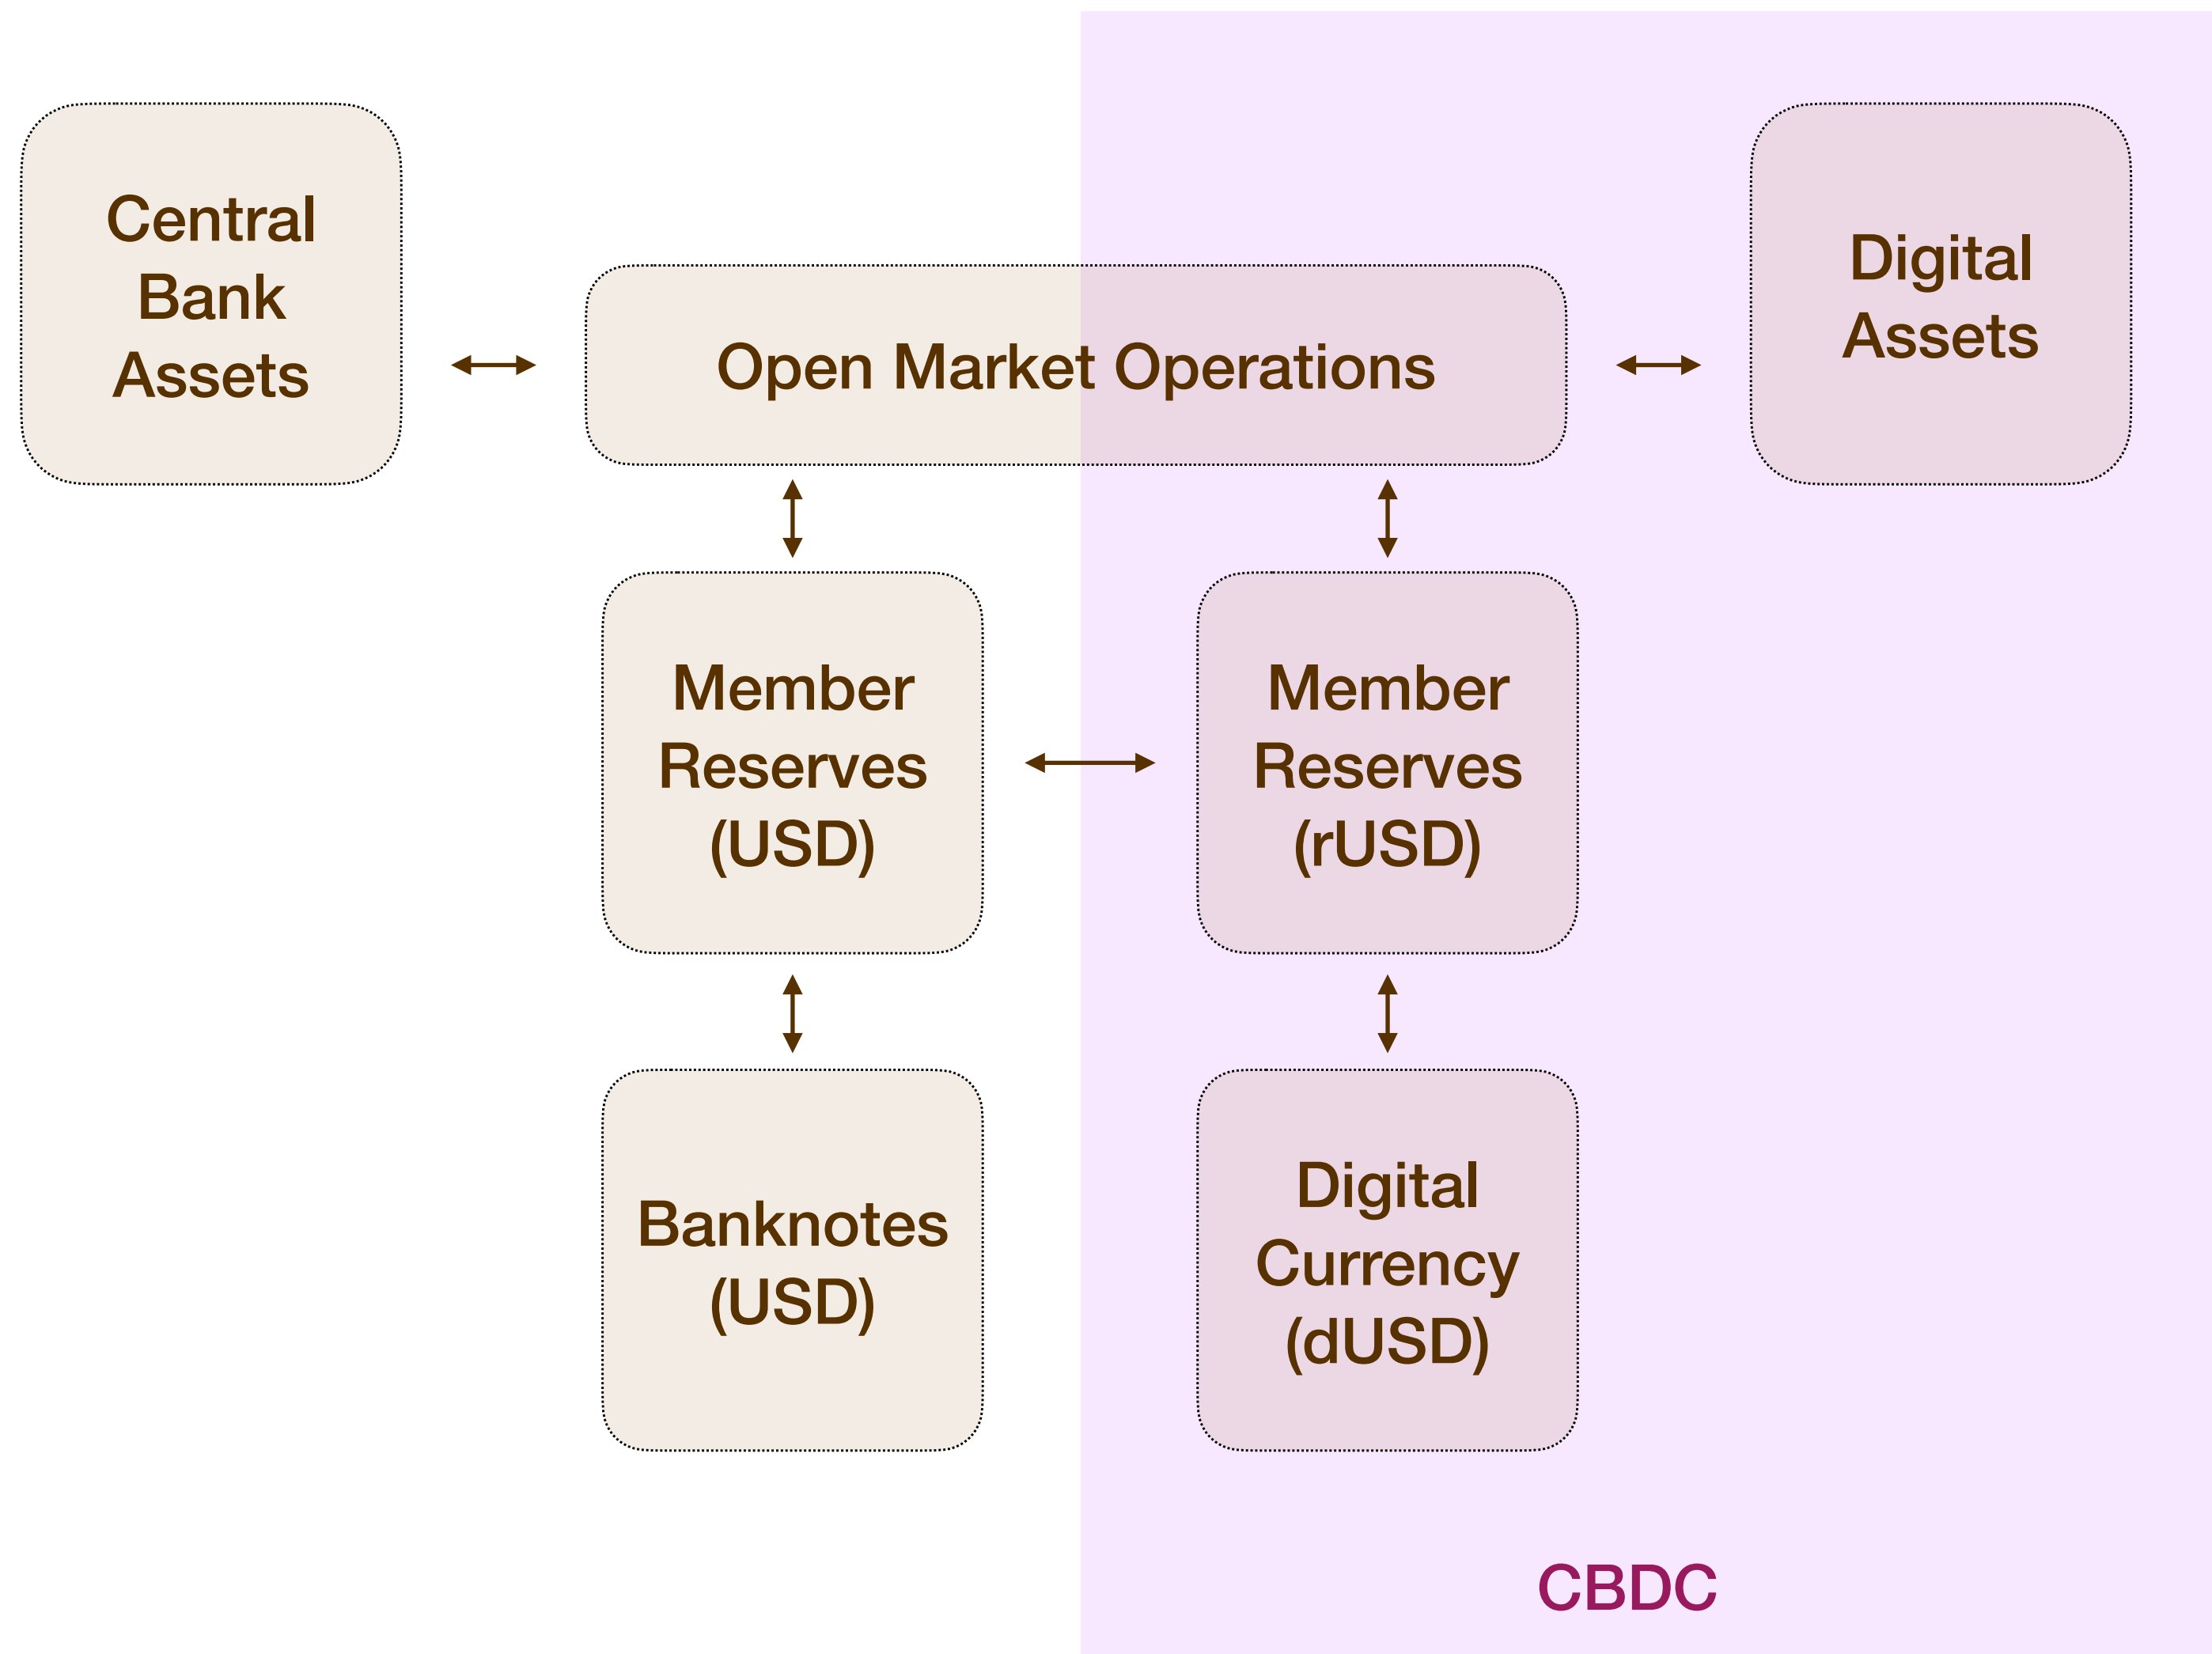 Central
Bank
Assets
Open Market Operations
Digital
Assets
Member
Reserves
(USD)
Member
Reserves
(rUSD)
Banknotes
(USD)
Digital
Currency
(dUSD)
CBDC